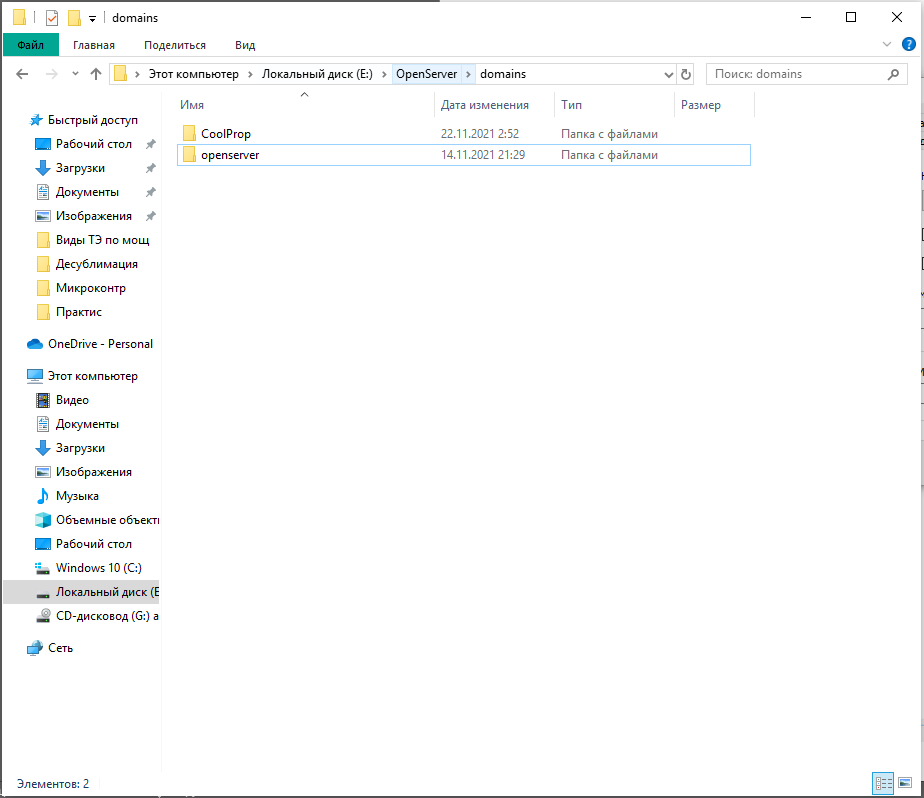 domains
Файл Главная Поделиться Вид
Этот компьютер Локальный диск (E:) OpenServer domains Поиск: domains
Имя Дата изменения Тип Размер
CoolProp 22.11.2021 2:52 Папка с файлами
openserver 14.11.2021 21:29 Папка с файлами
Быстрый доступ
Рабочий стол
Загрузки
Документы
Изображения
Виды ТЭ по мощ
Десублимация
Микроконтр
Практис
OneDrive - Personal
Этот компьютер
Видео
Документы
Загрузки
Изображения
Музыка
Объемные объекты
Рабочий стол
Windows 10 (C:)
Локальный диск (E
CD-дисковод (G:) a
Сеть
Элементов: 2